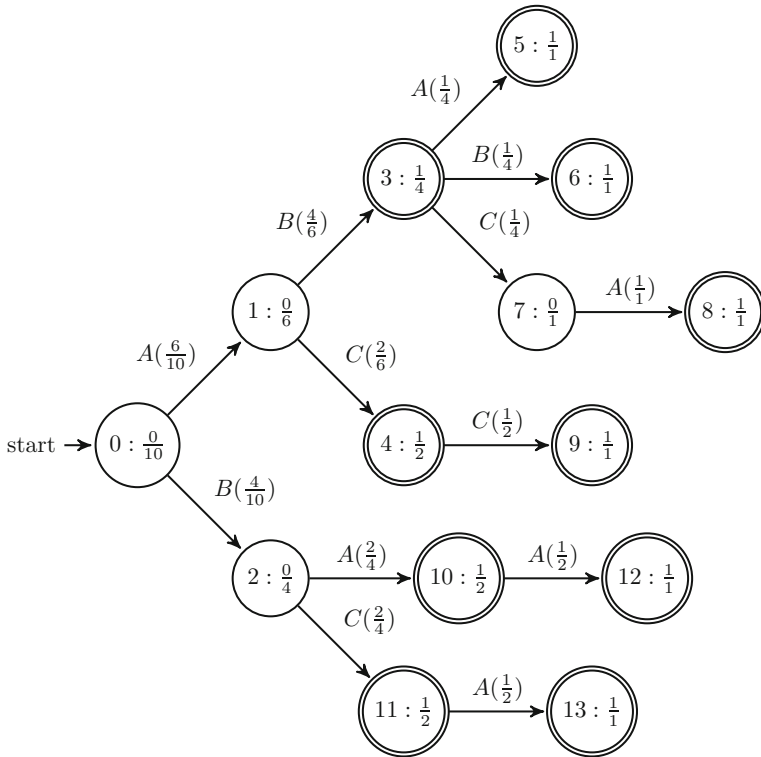 5 : 1/1
A(1/4)
B(1/4)
3 : 1/4
6 : 1/1
C(1/4)
B(4/6)
A(1/1)
1 : 0/6
7 : 0/1
8 : 1/1
A(6/10)
C(2/6)
C(1/2)
start
0 : 0/10
4 : 1/2
9 : 1/1
B(4/10)
A(2/4)
A(1/2)
2 : 0/4
10 : 1/2
12 : 1/1
C(2/4)
A(1/2)
11 : 1/2
13 : 1/1